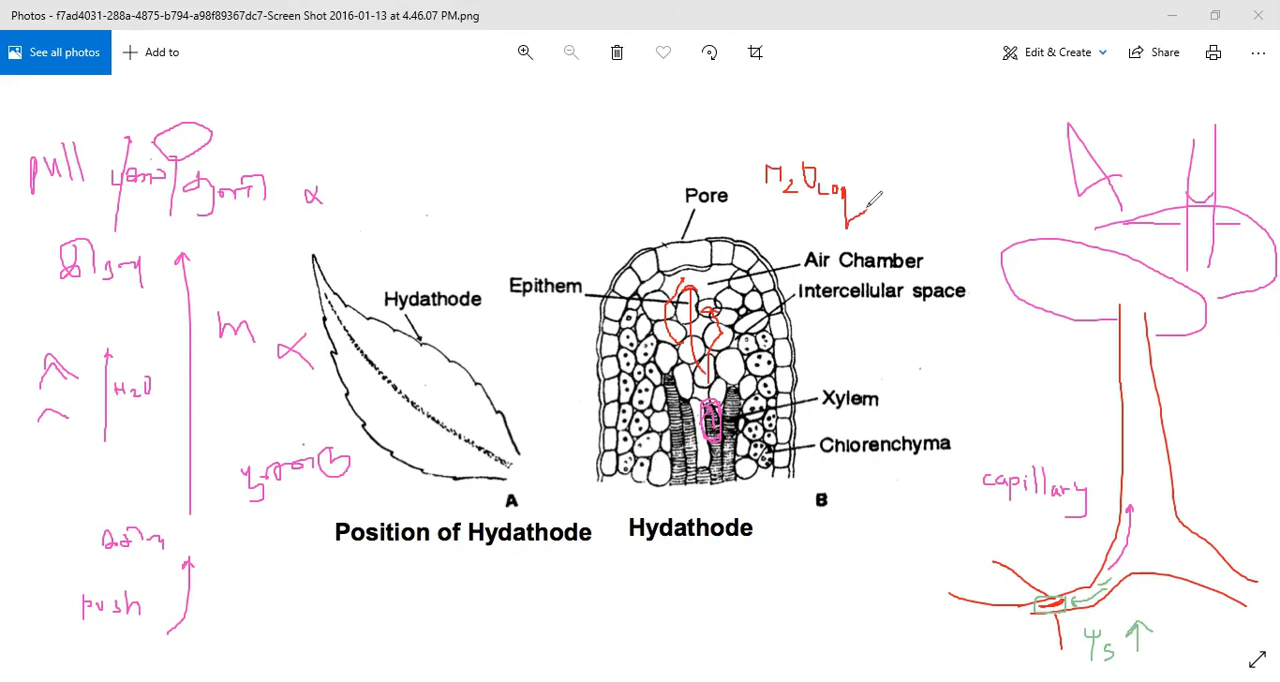 Photos - f7ad4031-288a-4875-b794-a98f89367dc7-Screen Shot 2016-01-13 at 4.46.07 PM.png
See all photos
Add to
Edit & Create
Share
pull
α
Pore
Air Chamber
Intercellular space
Epithem
Hydathode
H₂O
Xylem
Chlorenchyma
capillary
A
B
Position of Hydathode
Hydathode
push
ψs ↑